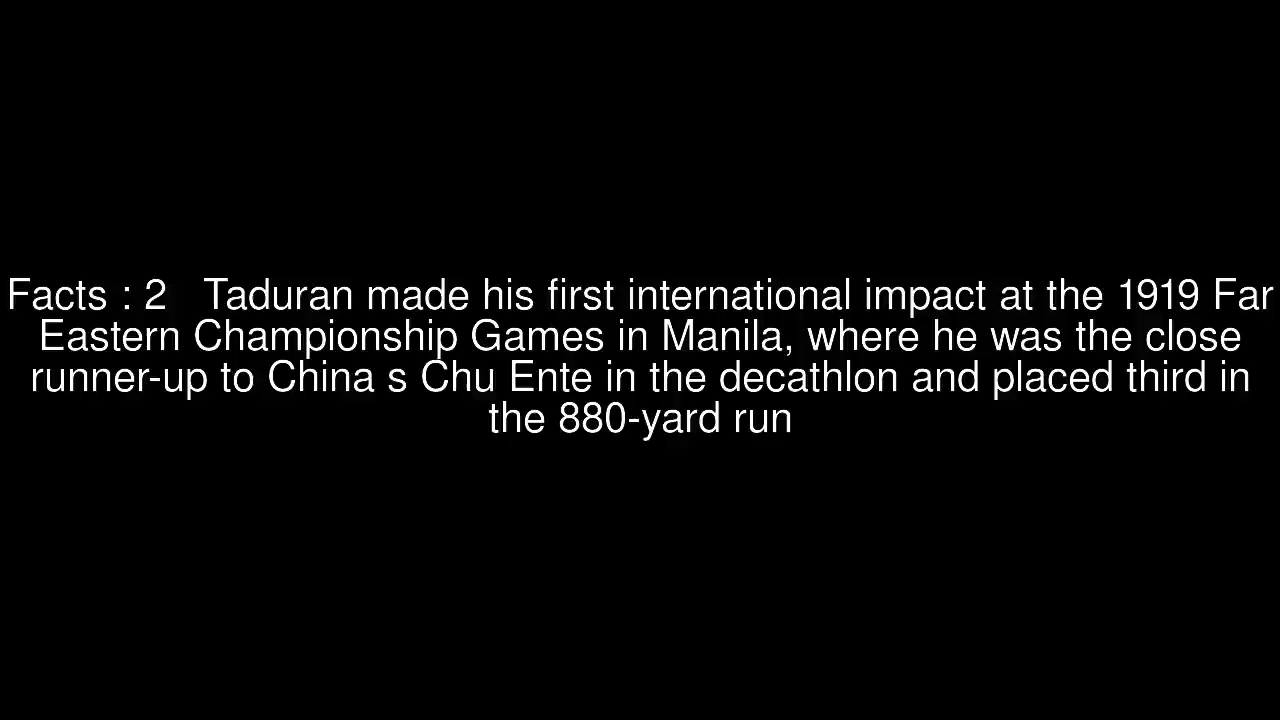 Facts : 2   Taduran made his first international impact at the 1919 Far
Eastern Championship Games in Manila, where he was the close
runner-up to China s Chu Ente in the decathlon and placed third in
the 880-yard run